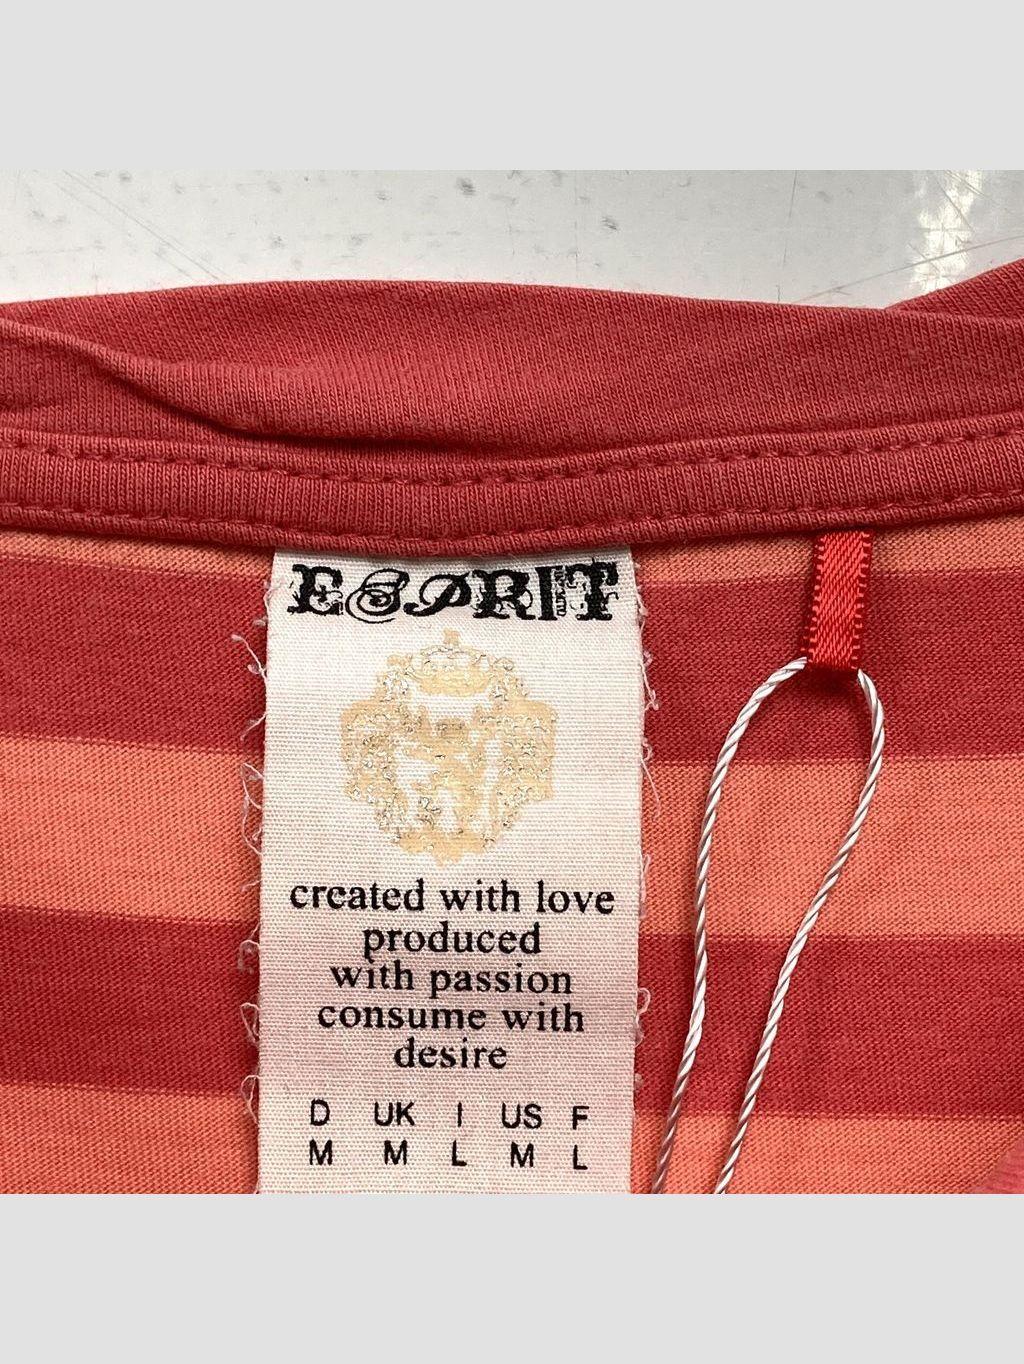 ESPRIT
created with love
produced
with passion
consume with
desire
D UK I US F
M M L M L